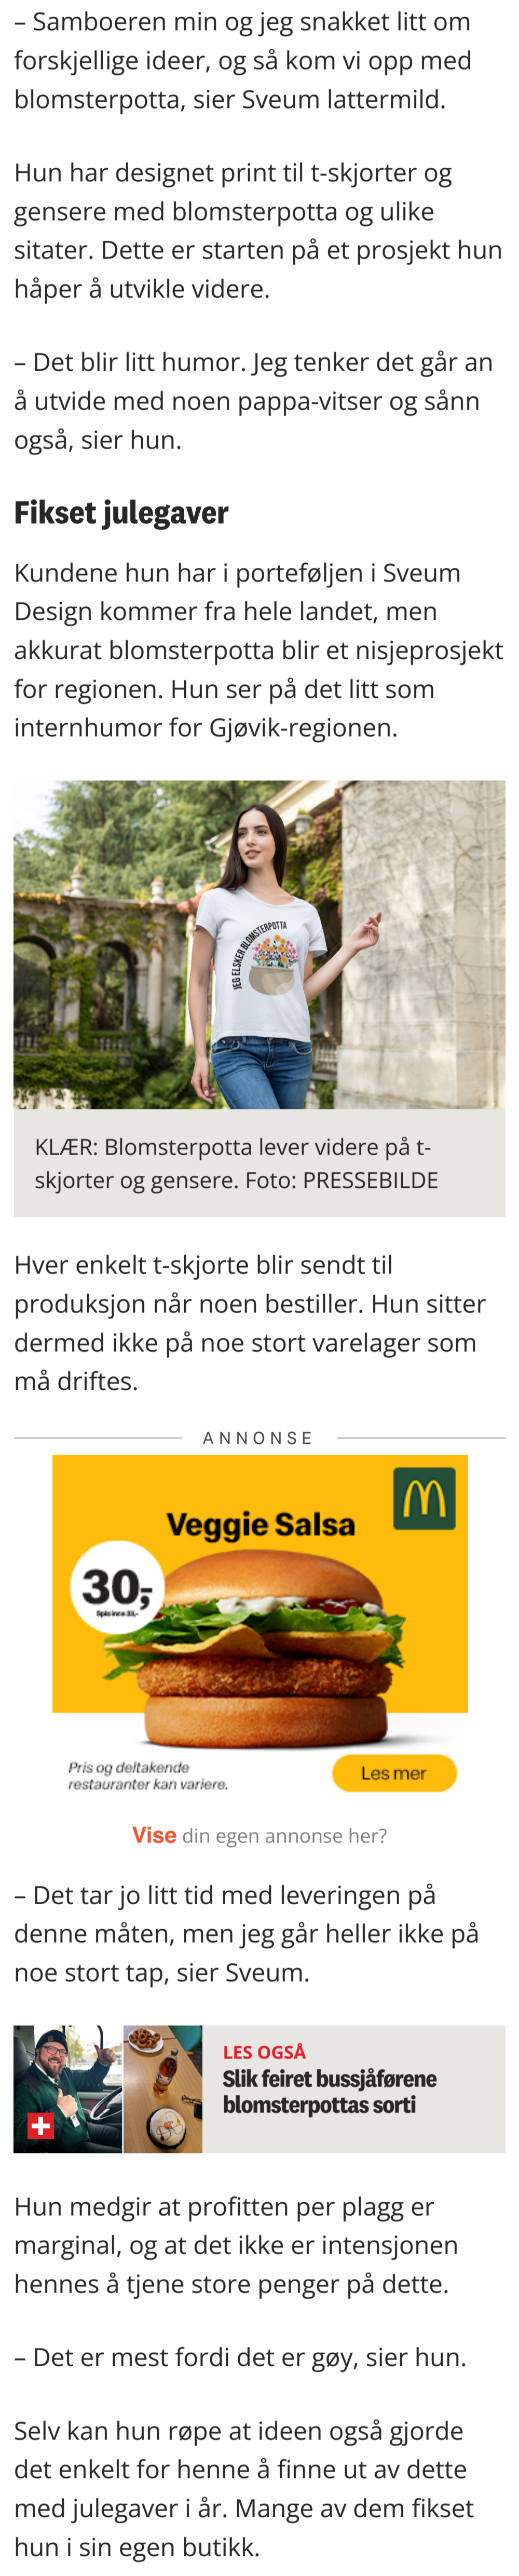 – Samboeren min og jeg snakket litt om
forskjellige ideer, og så kom vi opp med
blomsterpotta, sier Sveum lattermild.
Hun har designet print til t-skjorter og
gensere med blomsterpotta og ulike
sitater. Dette er starten på et prosjekt hun
håper å utvikle videre.
– Det blir litt humor. Jeg tenker det går an
å utvide med noen pappa-vitser og sånn
også, sier hun.
Fikset julegaver
Kundene hun har i porteføljen i Sveum
Design kommer fra hele landet, men
akkurat blomsterpotta blir et nisjeprosjekt
for regionen. Hun ser på det litt som
internhumor for Gjøvik-regionen.
JEG ELSKER BLOMSTERPOTTA
KLÆR: Blomsterpotta lever videre på t-
skjorter og gensere. Foto: PRESSEBILDE
Hver enkelt t-skjorte blir sendt til
produksjon når noen bestiller. Hun sitter
dermed ikke på noe stort varelager som
må driftes.
ANNONSE
Veggie Salsa
30,-
Spis inne 33,-
Pris og deltakende
restauranter kan variere.
Les mer
Vise din egen annonse her?
– Det tar jo litt tid med leveringen på
denne måten, men jeg går heller ikke på
noe stort tap, sier Sveum.
LES OGSÅ
Slik feiret bussjåførene
blomsterpottas sorti
Hun medgir at profitten per plagg er
marginal, og at det ikke er intensjonen
hennes å tjene store penger på dette.
– Det er mest fordi det er gøy, sier hun.
Selv kan hun røpe at ideen også gjorde
det enkelt for henne å finne ut av dette
med julegaver i år. Mange av dem fikset
hun i sin egen butikk.